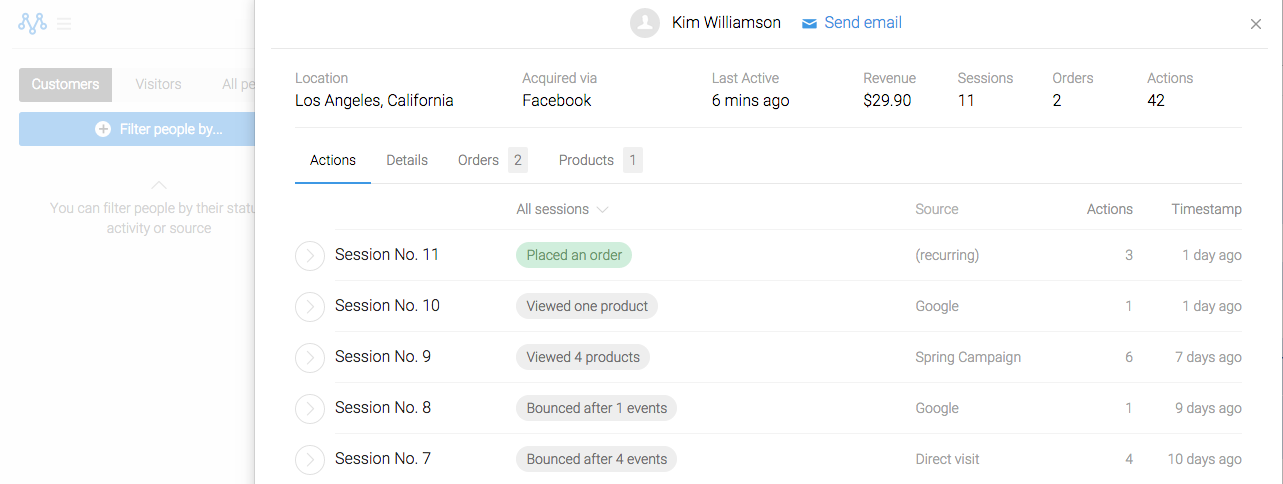 Kim Williamson Send email
Customers Visitors All pe
Filter people by...
You can filter people by their statu
activity or source
Location Acquired via Last Active Revenue Sessions Orders Actions
Los Angeles, California Facebook 6 mins ago $29.90 11 2 42
Actions Details Orders 2 Products 1
All sessions Source Actions Timestamp
Session No. 11 Placed an order (recurring) 3 1 day ago
Session No. 10 Viewed one product Google 1 1 day ago
Session No. 9 Viewed 4 products Spring Campaign 6 7 days ago
Session No. 8 Bounced after 1 events Google 1 9 days ago
Session No. 7 Bounced after 4 events Direct visit 4 10 days ago